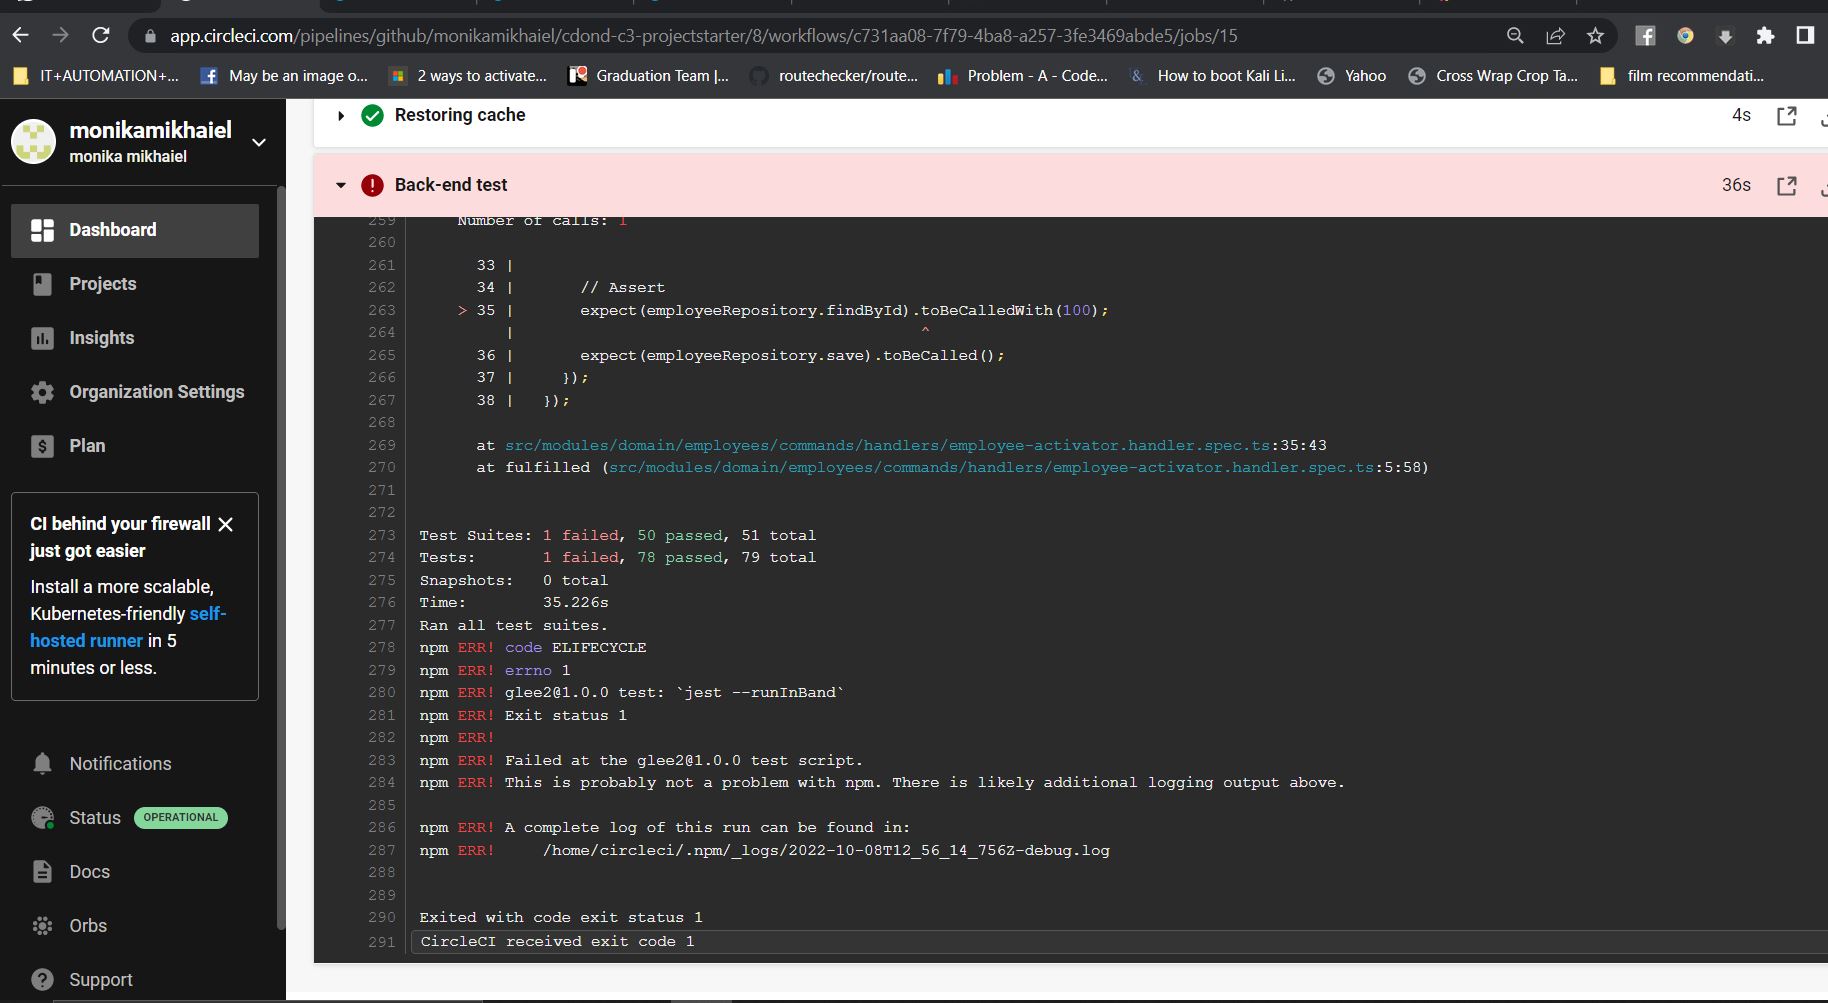 app.circleci.com/pipelines/github/monikamikhaiel/cdond-c3-projectstarter/8/workflows/c731aa08-7f79-4ba8-a257-3fe3469abde5/jobs/15
IT+AUTOMATION+... May be an image o... 2 ways to activate... Graduation Team |... routechecker/route... Problem - A - Code... How to boot Kali Li... Yahoo Cross Wrap Crop Ta... film recommendati...
monikamikhaiel
monika mikhaiel
Dashboard
Projects
Insights
Organization Settings
Plan
CI behind your firewall
just got easier
Install a more scalable,
Kubernetes-friendly self-
hosted runner in 5
minutes or less.
Notifications
Status OPERATIONAL
Docs
Orbs
Support
Restoring cache 4s
Back-end test 36s
259 Number of calls: 1
260
261 33 |
262 34 | // Assert
263 > 35 | expect(employeeRepository.findById).toBeCalledWith(100);
264 | ^
265 36 | expect(employeeRepository.save).toBeCalled();
266 37 | });
267 38 | });
268
269 at src/modules/domain/employees/commands/handlers/employee-activator.handler.spec.ts:35:43
270 at fulfilled (src/modules/domain/employees/commands/handlers/employee-activator.handler.spec.ts:5:58)
271
272
273 Test Suites: 1 failed, 50 passed, 51 total
274 Tests: 1 failed, 78 passed, 79 total
275 Snapshots: 0 total
276 Time: 35.226s
277 Ran all test suites.
278 npm ERR! code ELIFECYCLE
279 npm ERR! errno 1
280 npm ERR! glee2@1.0.0 test: `jest --runInBand`
281 npm ERR! Exit status 1
282 npm ERR!
283 npm ERR! Failed at the glee2@1.0.0 test script.
284 npm ERR! This is probably not a problem with npm. There is likely additional logging output above.
285
286 npm ERR! A complete log of this run can be found in:
287 npm ERR! /home/circleci/.npm/_logs/2022-10-08T12_56_14_756Z-debug.log
288
289
290 Exited with code exit status 1
291 CircleCI received exit code 1